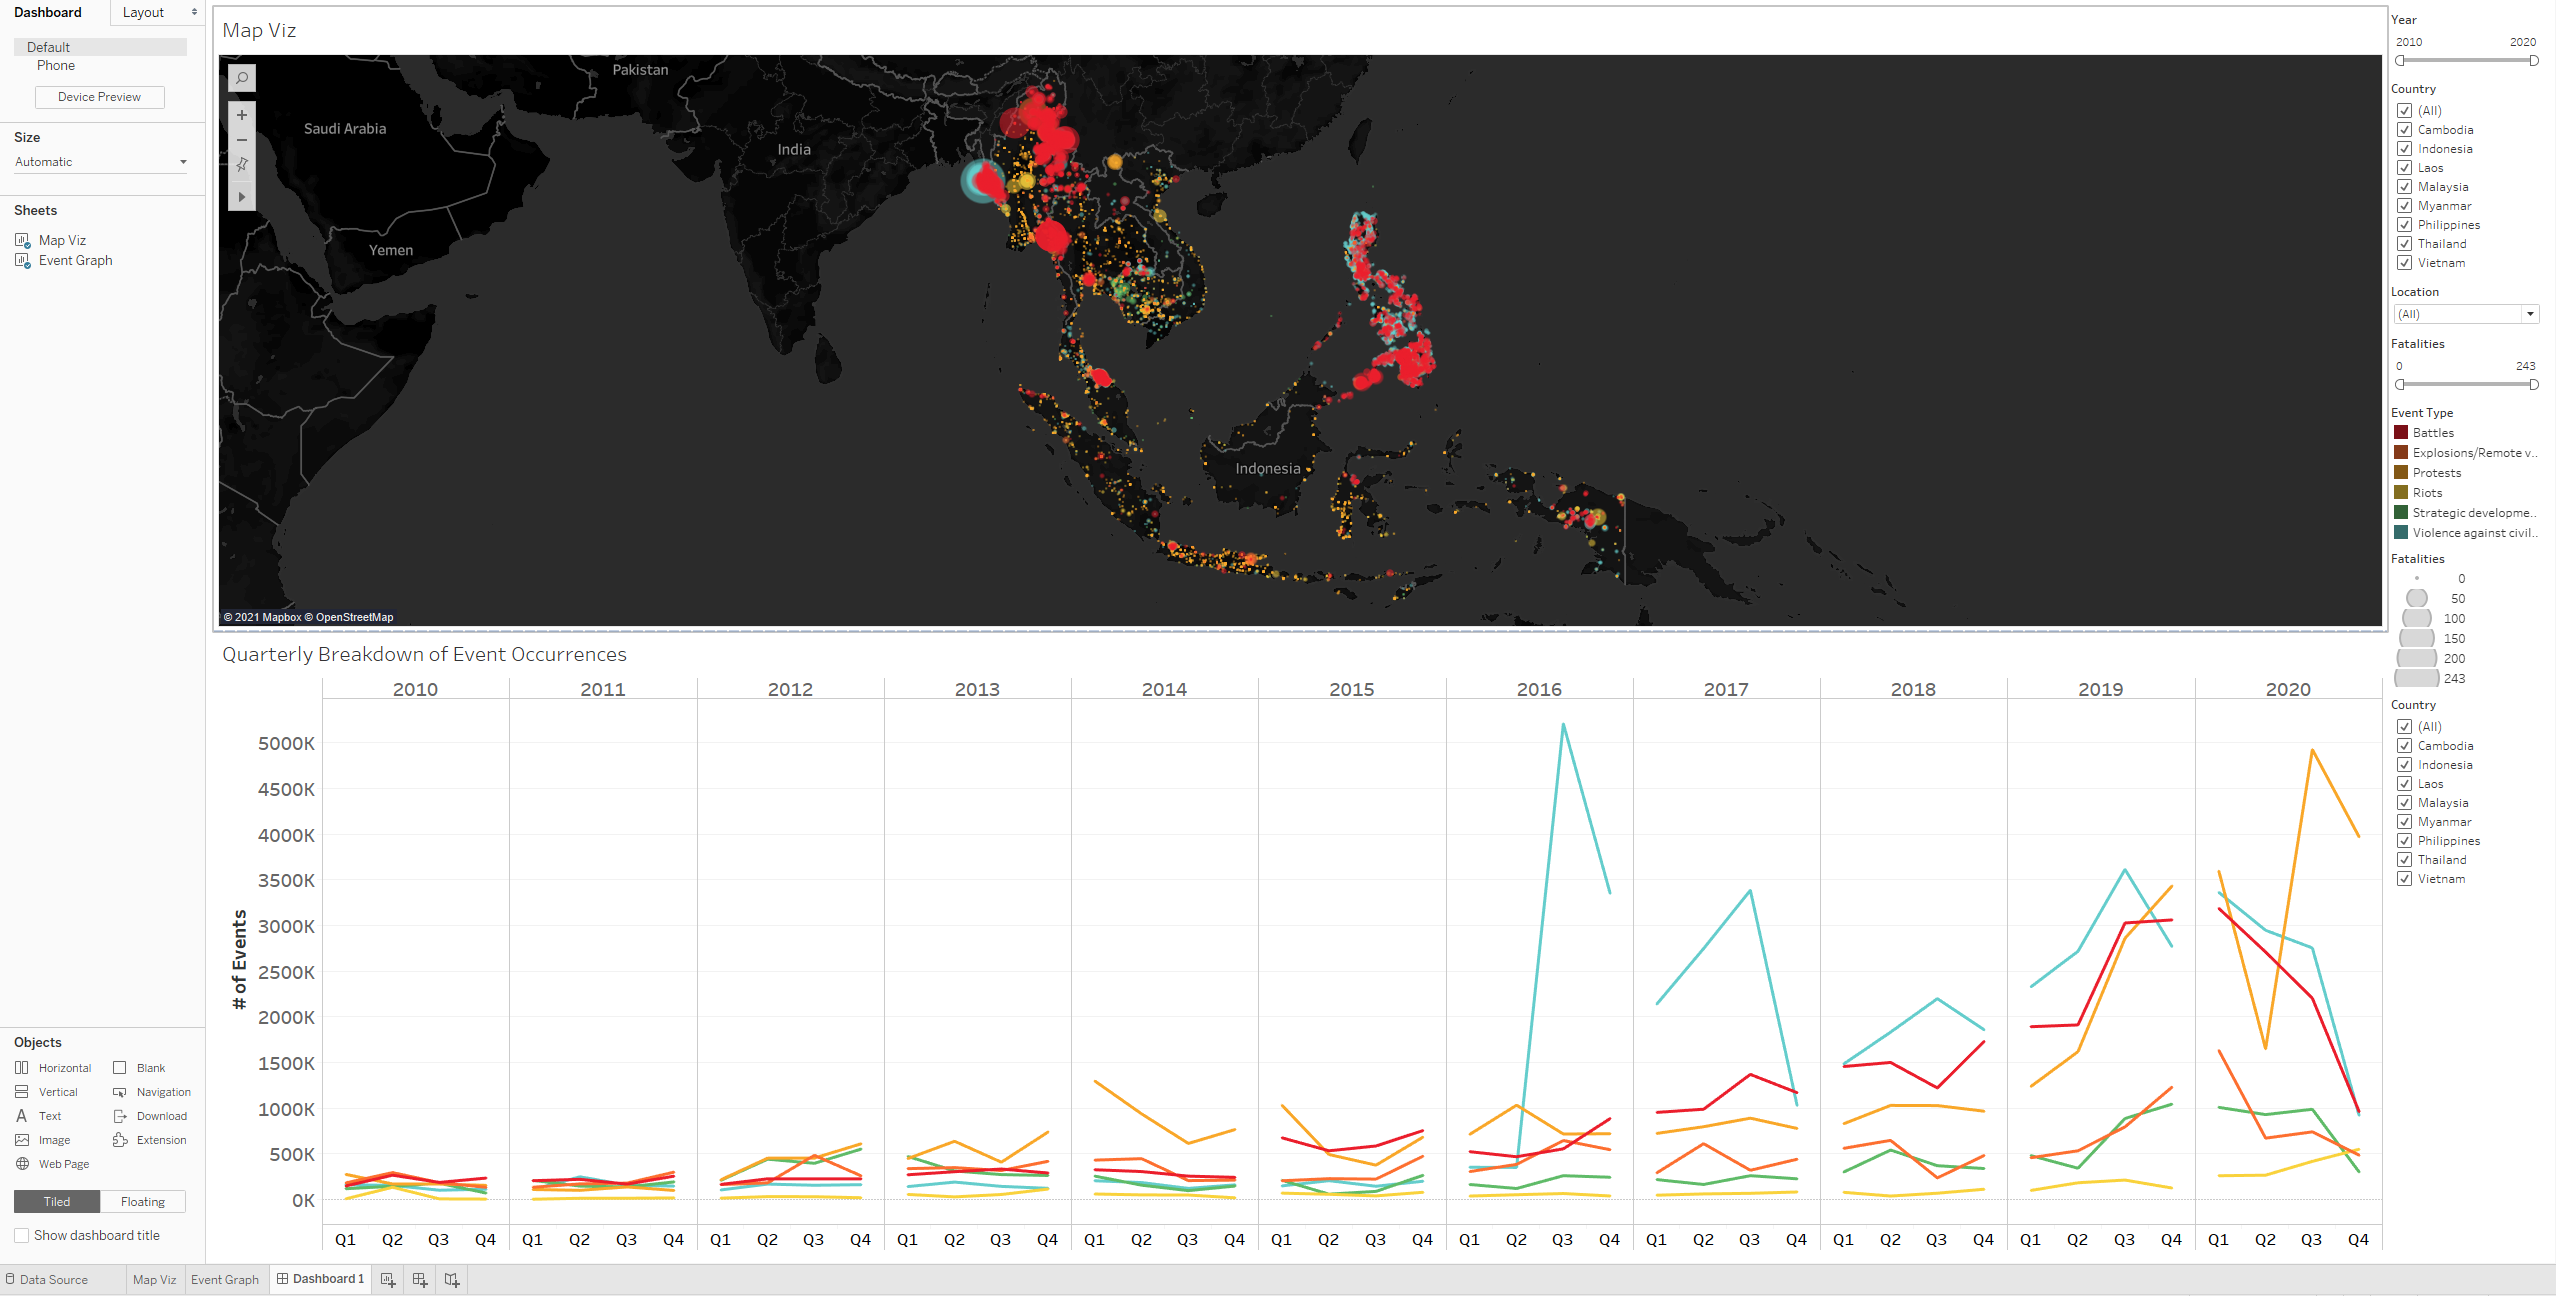 Dashboard
Layout
Default
Phone
Device Preview
Size
Automatic
Sheets
Map Viz
Event Graph
Objects
Horizontal Blank
Vertical Navigation
Text Download
Image Extension
Web Page
Tiled Floating
Show dashboard title
Map Viz
Pakistan
Saudi Arabia
India
Yemen
Indonesia
© 2021 Mapbox © OpenStreetMap
Quarterly Breakdown of Event Occurrences
2010 2011 2012 2013 2014 2015 2016 2017 2018 2019 2020
# of Events
5000K
4500K
4000K
3500K
3000K
2500K
2000K
1500K
1000K
500K
0K
Q1 Q2 Q3 Q4 Q1 Q2 Q3 Q4 Q1 Q2 Q3 Q4 Q1 Q2 Q3 Q4 Q1 Q2 Q3 Q4 Q1 Q2 Q3 Q4 Q1 Q2 Q3 Q4 Q1 Q2 Q3 Q4 Q1 Q2 Q3 Q4 Q1 Q2 Q3 Q4 Q1 Q2 Q3 Q4
Year
2010 2020
Country
(All)
Cambodia
Indonesia
Laos
Malaysia
Myanmar
Philippines
Thailand
Vietnam
Location
(All)
Fatalities
0 243
Event Type
Battles
Explosions/Remote v..
Protests
Riots
Strategic developme..
Violence against civil..
Fatalities
0
50
100
150
200
243
Country
(All)
Cambodia
Indonesia
Laos
Malaysia
Myanmar
Philippines
Thailand
Vietnam
Data Source Map Viz Event Graph Dashboard 1